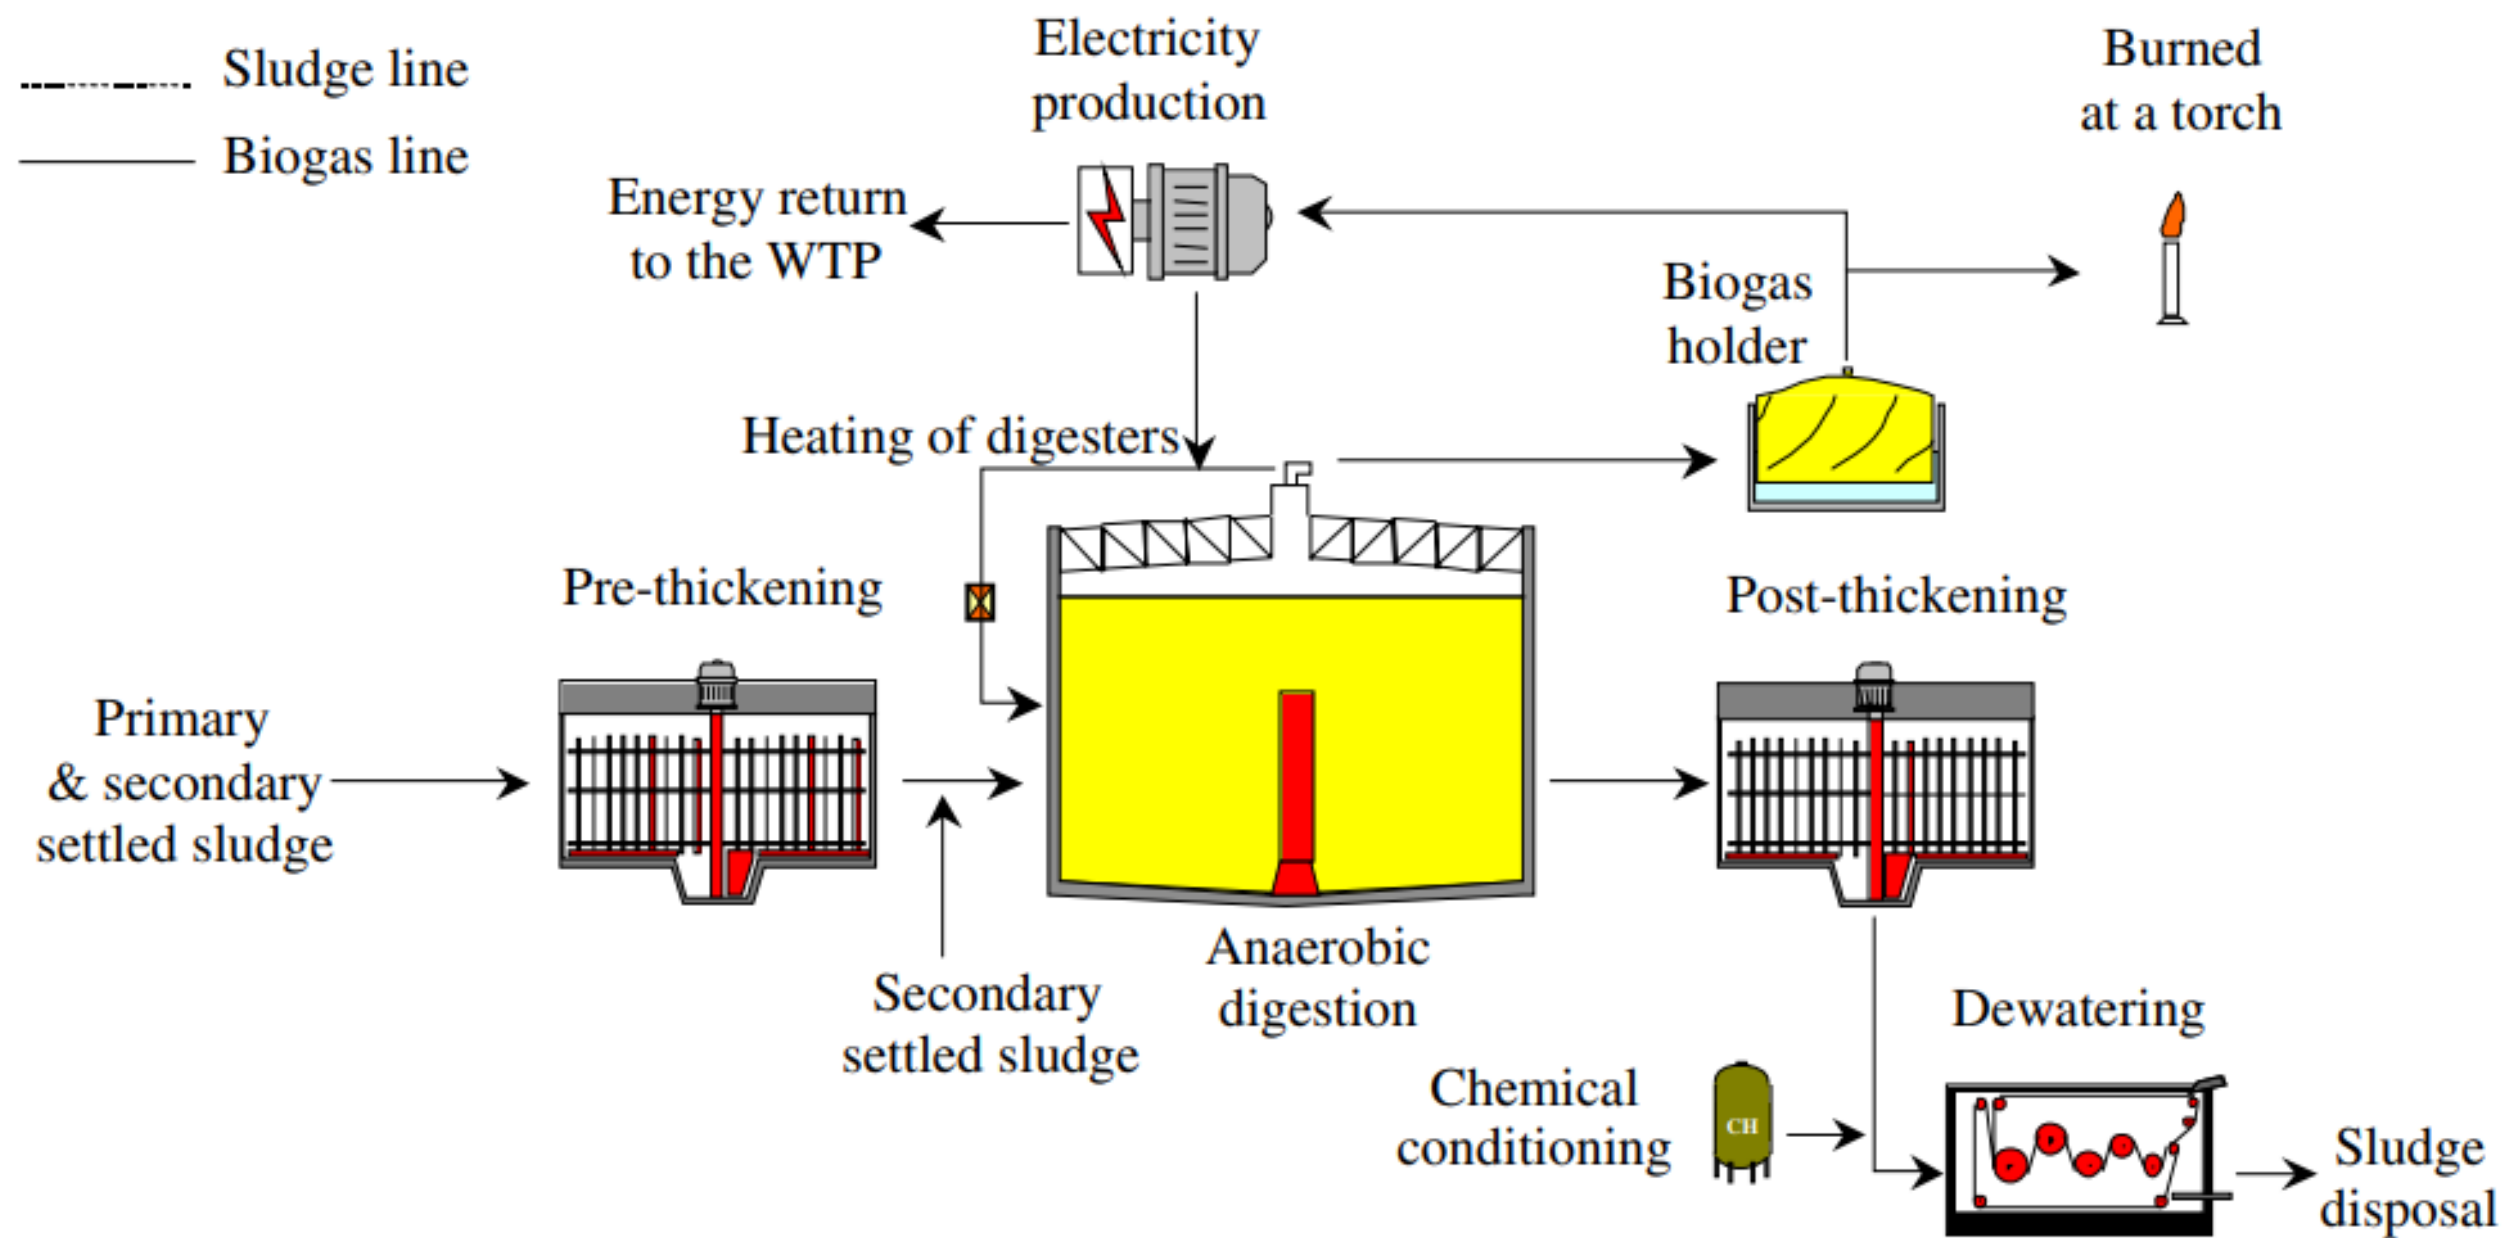 Sludge line
Biogas line
Electricity
production
Burned
at a torch
Energy return
to the WTP
Biogas
holder
Heating of digesters
Pre-thickening
Post-thickening
Primary
& secondary
settled sludge
Secondary
settled sludge
Anaerobic
digestion
Dewatering
Chemical
conditioning
CH
Sludge
disposal